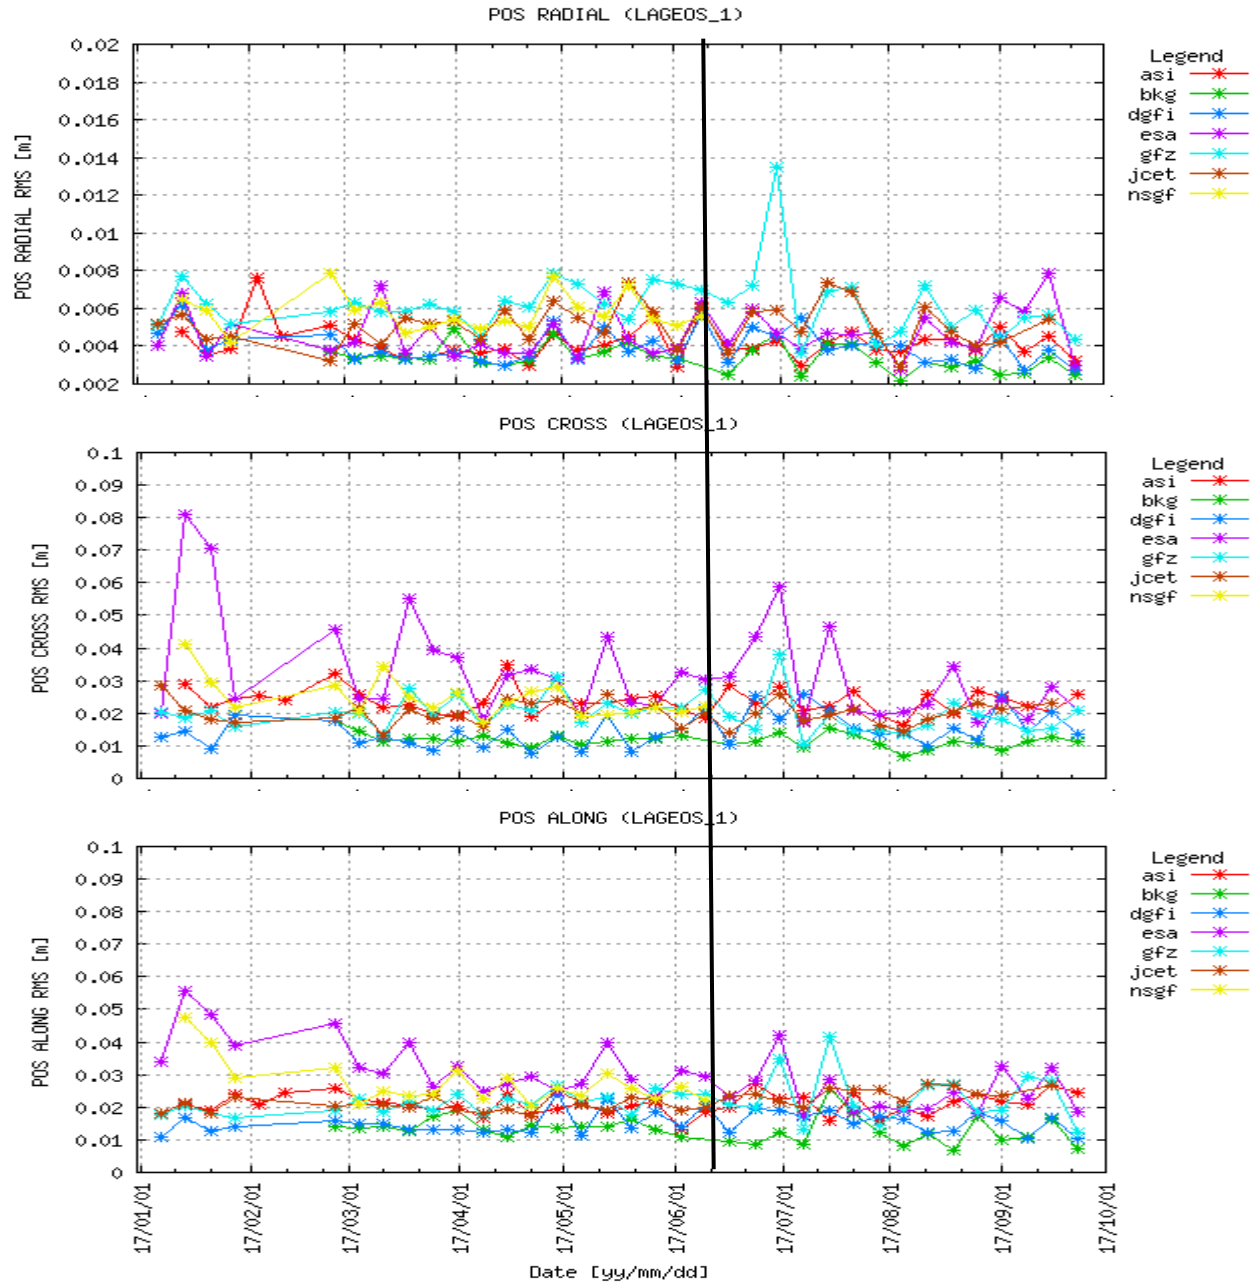 POS RADIAL (LAGEOS_1)
0.02
0.018
0.016
0.014
0.012
0.01
0.008
0.006
0.004
0.002
POS RADIAL RMS [m]
Legend
asi
bkg
dgfi
esa
gfz
jcet
nsgf
POS CROSS (LAGEOS_1)
0.1
0.09
0.08
0.07
0.06
0.05
0.04
0.03
0.02
0.01
0
POS CROSS RMS [m]
Legend
asi
bkg
dgfi
esa
gfz
jcet
nsgf
POS ALONG (LAGEOS_1)
0.1
0.09
0.08
0.07
0.06
0.05
0.04
0.03
0.02
0.01
0
POS ALONG RMS [m]
Legend
asi
bkg
dgfi
esa
gfz
jcet
nsgf
17/01/01
17/02/01
17/03/01
17/04/01
17/05/01
17/06/01
17/07/01
17/08/01
17/09/01
17/10/01
Date [yy/mm/dd]